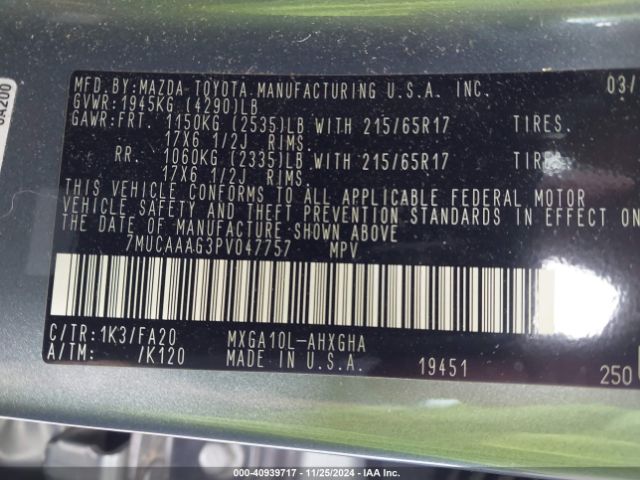 MFD.BY:MAZDA-TOYOTA.MANUFACTURING U.S.A. INC. 03/
GVWR:1945KG (4290)LB
GAWR:FRT. 1150KG (2535)LB WITH 215/65R17 TIRES.
17X6 1/2J RIMS.
RR. 1060KG (2335)LB WITH 215/65R17 TIRES.
17X6 1/2J RIMS.
THIS VEHICLE CONFORMS TO ALL APPLICABLE FEDERAL MOTOR
VEHICLE SAFETY AND THEFT PREVENTION STANDARDS IN EFFECT O
THE DATE OF MANUFACTURE SHOWN ABOVE
7MUCAAAG3PV047757 MPV
C/TR:1K3/FA20 MXGA10L-AHXGHA
A/TM: /K120 MADE IN U.S.A. 19451
250
0A200
000-40939717 - 11/25/2024 - IAA Inc.